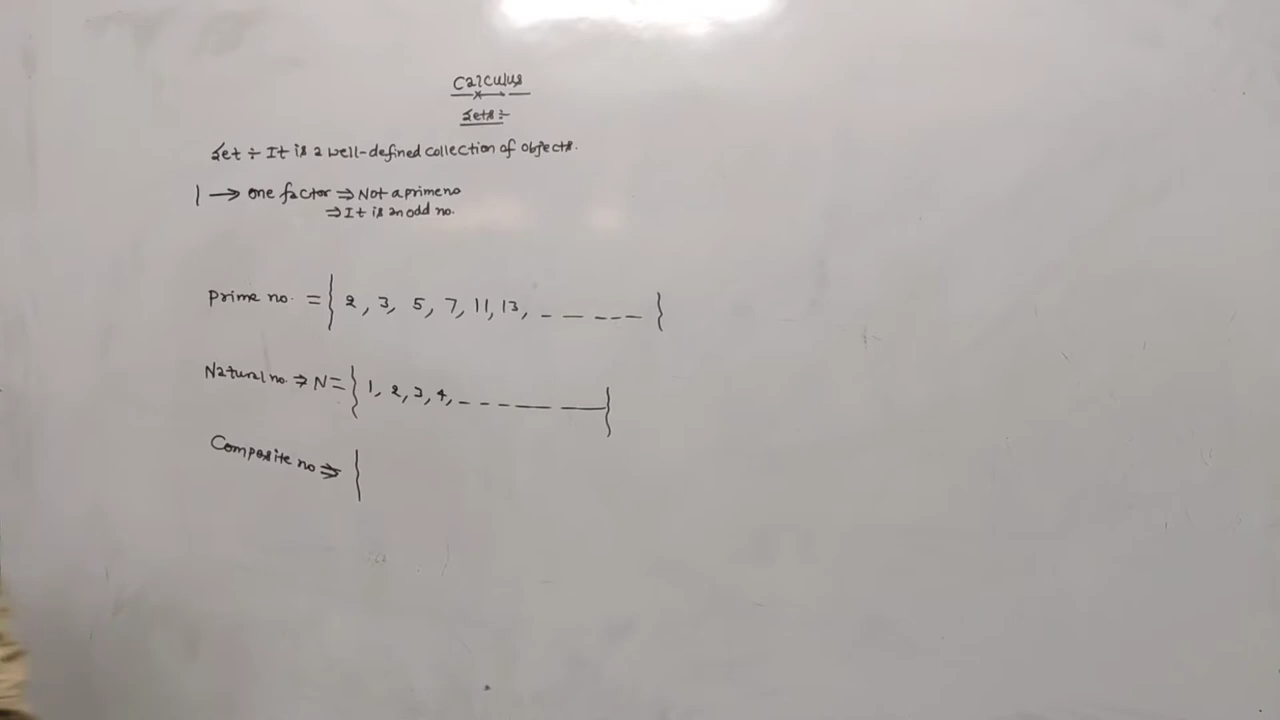 Calculus
Sets :-
Set ÷ It is a well-defined collection of objects.
1 → one factor ⇒ Not a prime no
⇒ It is an odd no.
Prime no. = { 2, 3, 5, 7, 11, 13, _ _ _ _ _ }
Natural no. ⇒ N = { 1, 2, 3, 4, _ _ _ _ _ }
Composite no ⇒ {